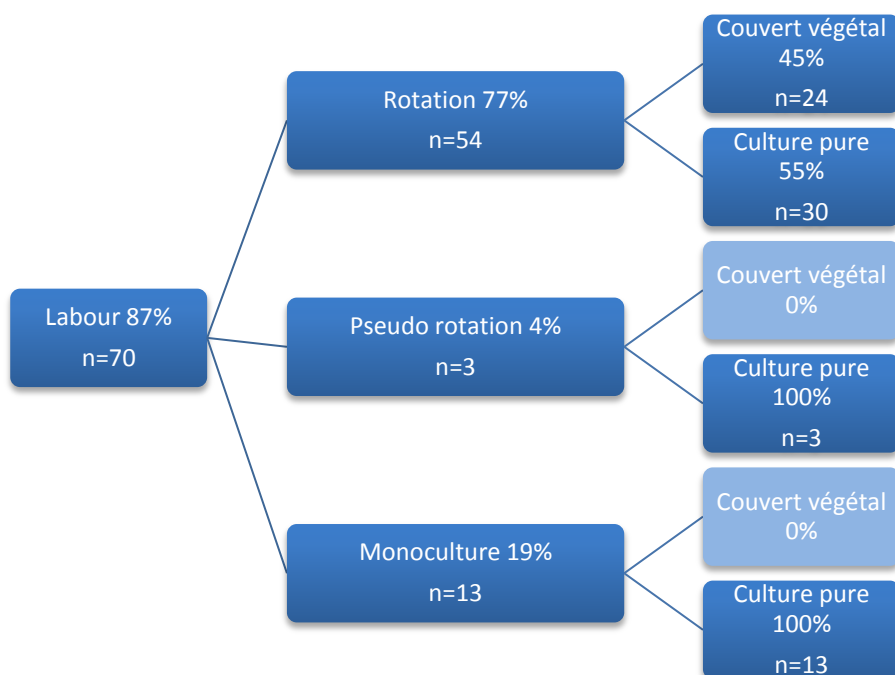 Labour 87%
n=70
Rotation 77%
n=54
Couvert végétal
45%
n=24
Culture pure
55%
n=30
Pseudo rotation 4%
n=3
Couvert végétal
0%
Culture pure
100%
n=3
Monoculture 19%
n=13
Couvert végétal
0%
Culture pure
100%
n=13